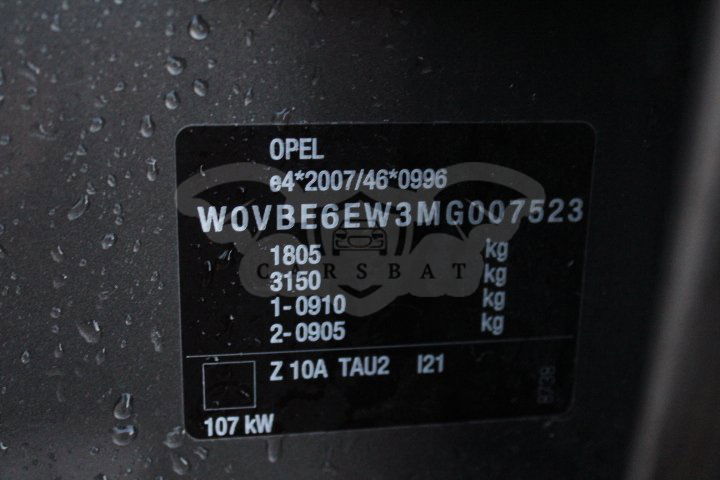 OPEL
e4*2007/46*0996
W0VBE6EW3MG007523
1805 kg
3150 kg
1-0910 kg
2-0905 kg
CARSBAT
Z 10A TAU2 I21
107 kW